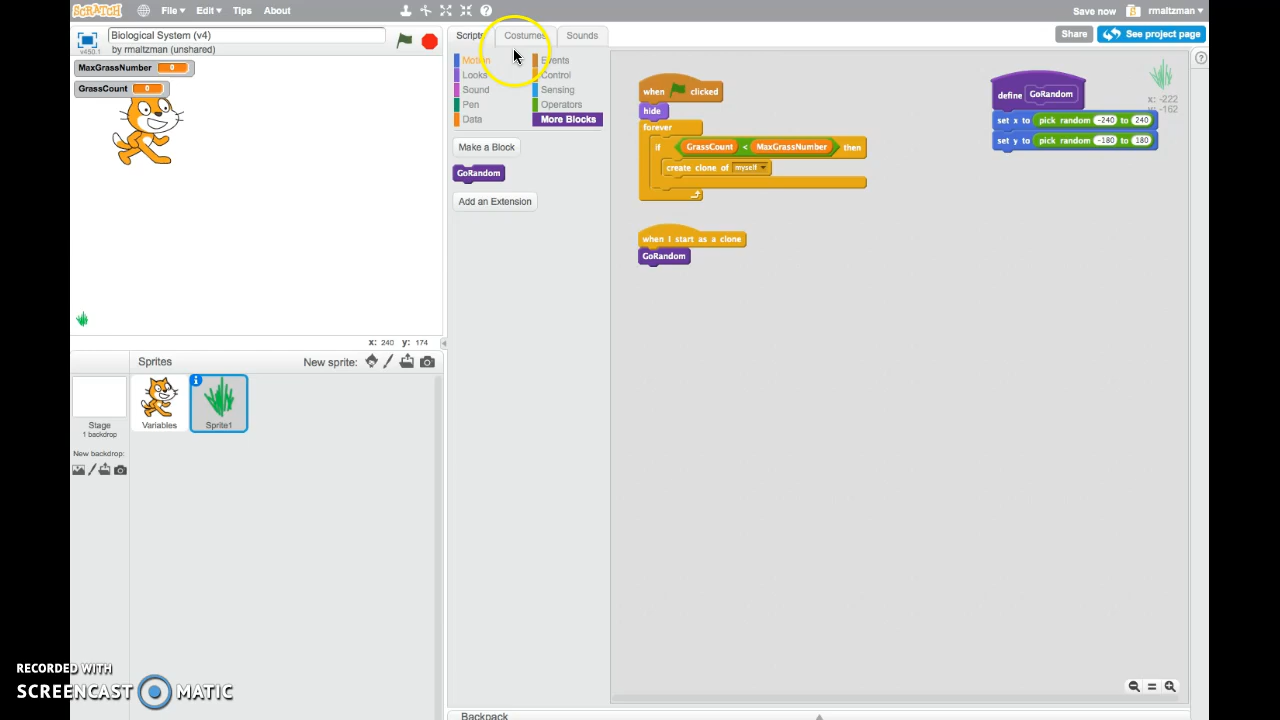 SCRATCH File Edit Tips About Save now rmaltzman
Biological System (v4)
by rmaltzman (unshared)
v450.1
Scripts Costumes Sounds Share See project page
MaxGrassNumber 0
GrassCount 0
Motion Events
Looks Control
Sound Sensing
Pen Operators
Data More Blocks
Make a Block
GoRandom
Add an Extension
when clicked
hide
forever
if GrassCount < MaxGrassNumber then
create clone of myself
when I start as a clone
GoRandom
define GoRandom
set x to pick random -240 to 240
set y to pick random -180 to 180
x: -222
y: -162
x: 240 y: 174
Sprites New sprite:
Stage
1 backdrop
New backdrop:
Variables
Sprite1
RECORDED WITH
SCREENCAST MATIC
Backpack